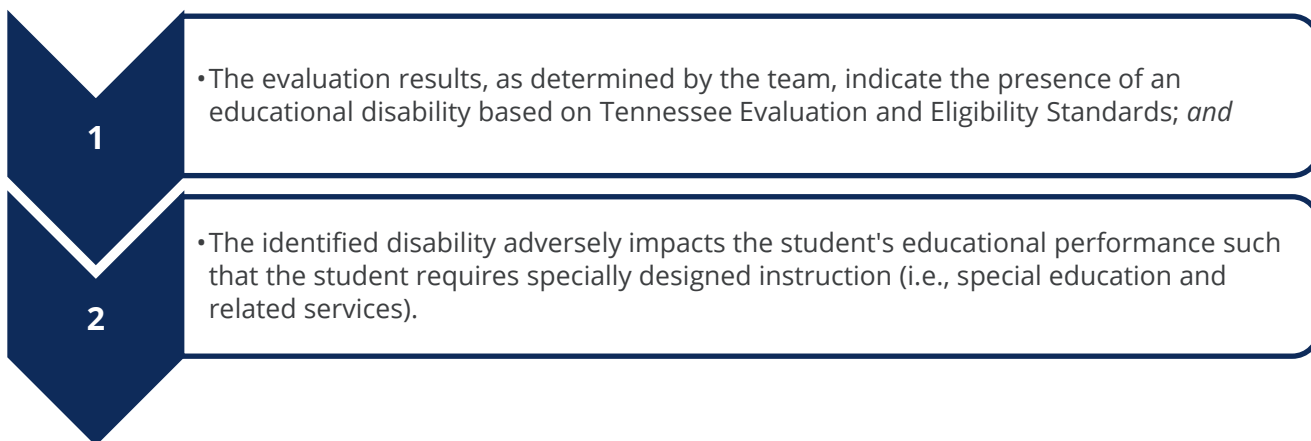 1
•The evaluation results, as determined by the team, indicate the presence of an
educational disability based on Tennessee Evaluation and Eligibility Standards; and
2
•The identified disability adversely impacts the student's educational performance such
that the student requires specially designed instruction (i.e., special education and
related services).